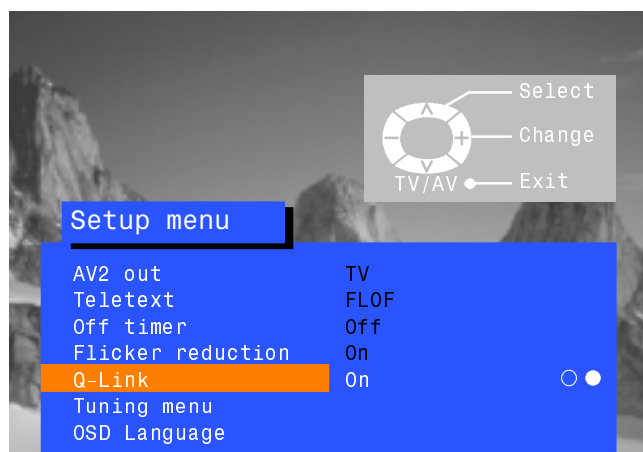 Select
Change
TV/AV Exit
Setup menu
AV2 out TV
Teletext FLOF
Off timer Off
Flicker reduction On
Q-Link On
Tuning menu
OSD Language